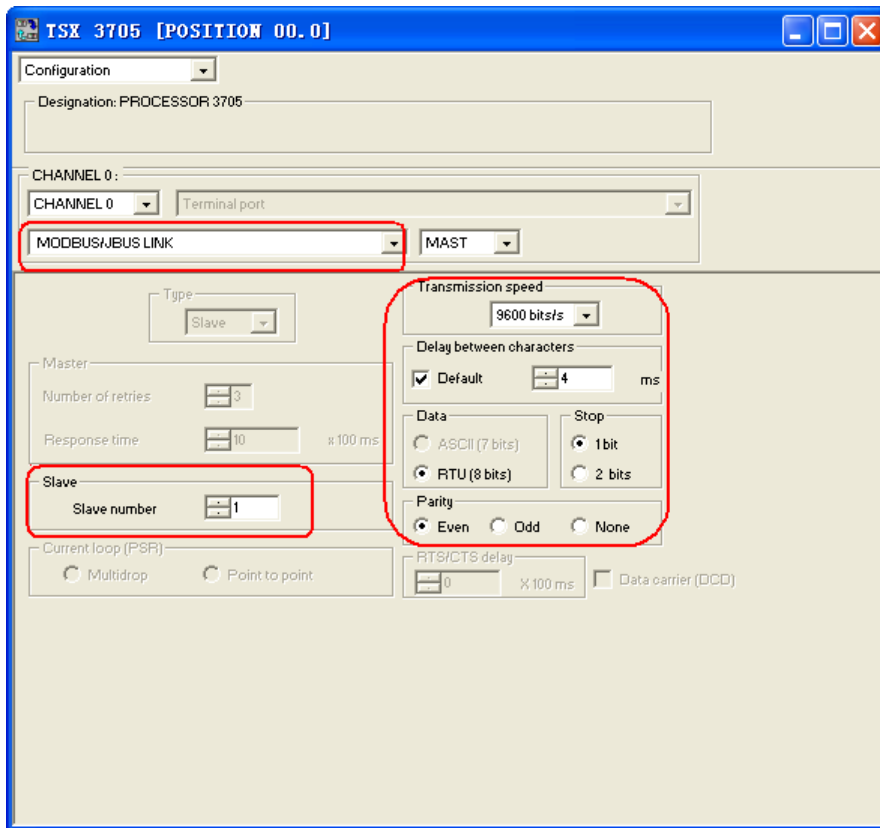 TSX 3705 [POSITION 00.0]
Configuration
Designation: PROCESSOR 3705
CHANNEL 0 :
CHANNEL 0 Terminal port
MODBUS/JBUS LINK MAST
Type
Slave
Transmission speed
9600 bits/s
Delay between characters
Default 4 ms
Master
Number of retries 3
Response time 10 x 100 ms
Data
ASCII (7 bits)
RTU (8 bits)
Stop
1 bit
2 bits
Slave
Slave number 1
Parity
Even Odd None
Current loop (PSR)
Multidrop Point to point
RTS/CTS delay
0 X 100 ms
Data carrier (DCD)